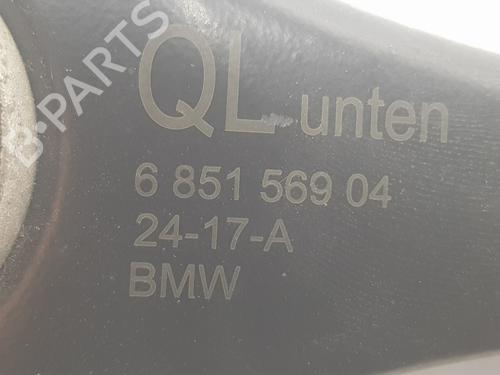 QL unten
6 851 569 04
24-17-A
BMW
B-PARTS